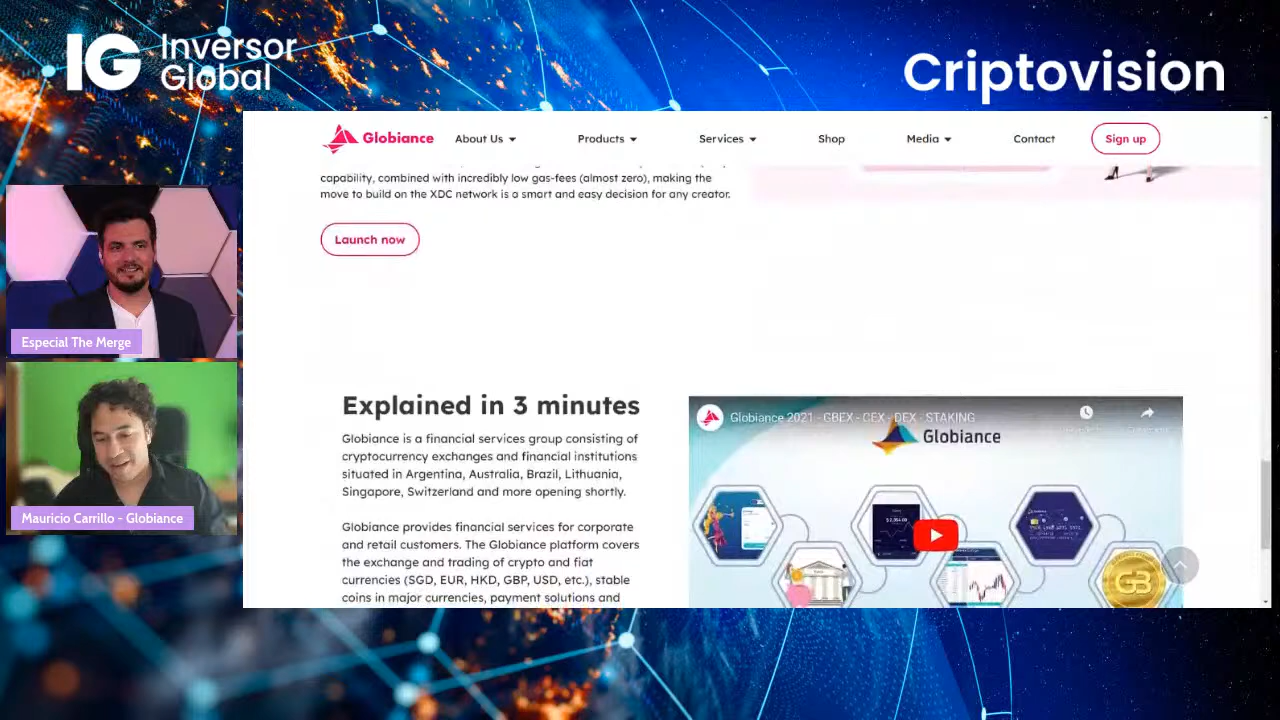 IG Inversor
Global
Criptovision
Globiance
About Us
Products
Services
Shop
Media
Contact
Sign up
capability, combined with incredibly low gas-fees (almost zero), making the
move to build on the XDC network is a smart and easy decision for any creator.
Launch now
Especial The Merge
Mauricio Carrillo - Globiance
Explained in 3 minutes
Globiance is a financial services group consisting of
cryptocurrency exchanges and financial institutions
situated in Argentina, Australia, Brazil, Lithuania,
Singapore, Switzerland and more opening shortly.
Globiance provides financial services for corporate
and retail customers. The Globiance platform covers
the exchange and trading of crypto and fiat
currencies (SGD, EUR, HKD, GBP, USD, etc.), stable
coins in major currencies, payment solutions and
Globiance 2021 - GBEX - CEX - DEX - STAKING
Globiance
GB